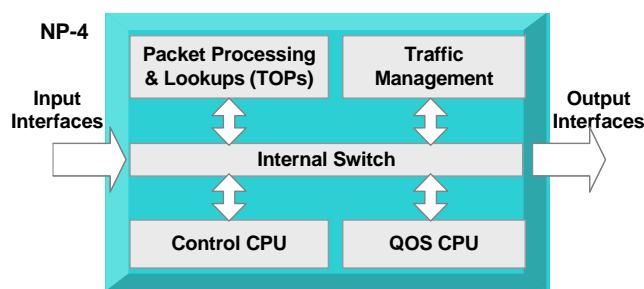 NP-4
Packet Processing
& Lookups (TOPs)
Traffic
Management
Input
Interfaces
Output
Interfaces
Internal Switch
Control CPU
QOS CPU